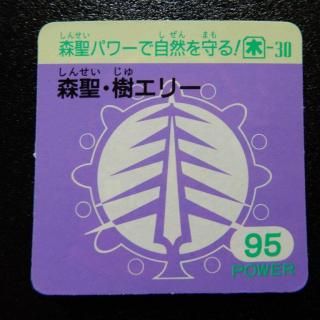 しんせい しぜん まも
森聖パワーで自然を守る! 木-30
しんせい じゅ
森聖・樹エリー
95
POWER